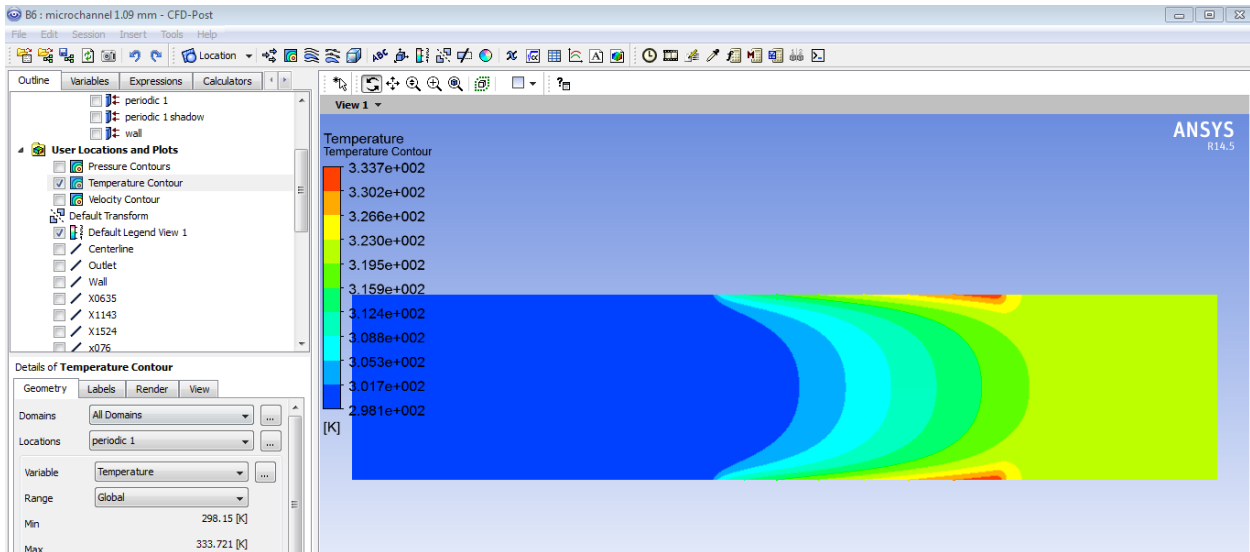 B6 : microchannel 1.09 mm - CFD-Post
File Edit Session Insert Tools Help
Location
Outline Variables Expressions Calculators
periodic 1
periodic 1 shadow
wall
User Locations and Plots
Pressure Contours
Temperature Contour
Velocity Contour
Default Transform
Default Legend View 1
Centerline
Outlet
Wall
X0635
X1143
X1524
x076
Details of Temperature Contour
Geometry Labels Render View
Domains All Domains ...
Locations periodic 1 ...
Variable Temperature ...
Range Global
Min 298.15 [K]
Max 333.721 [K]
View 1
Temperature
Temperature Contour
3.337e+002
3.302e+002
3.266e+002
3.230e+002
3.195e+002
3.159e+002
3.124e+002
3.088e+002
3.053e+002
3.017e+002
2.981e+002
[K]
ANSYS
R14.5